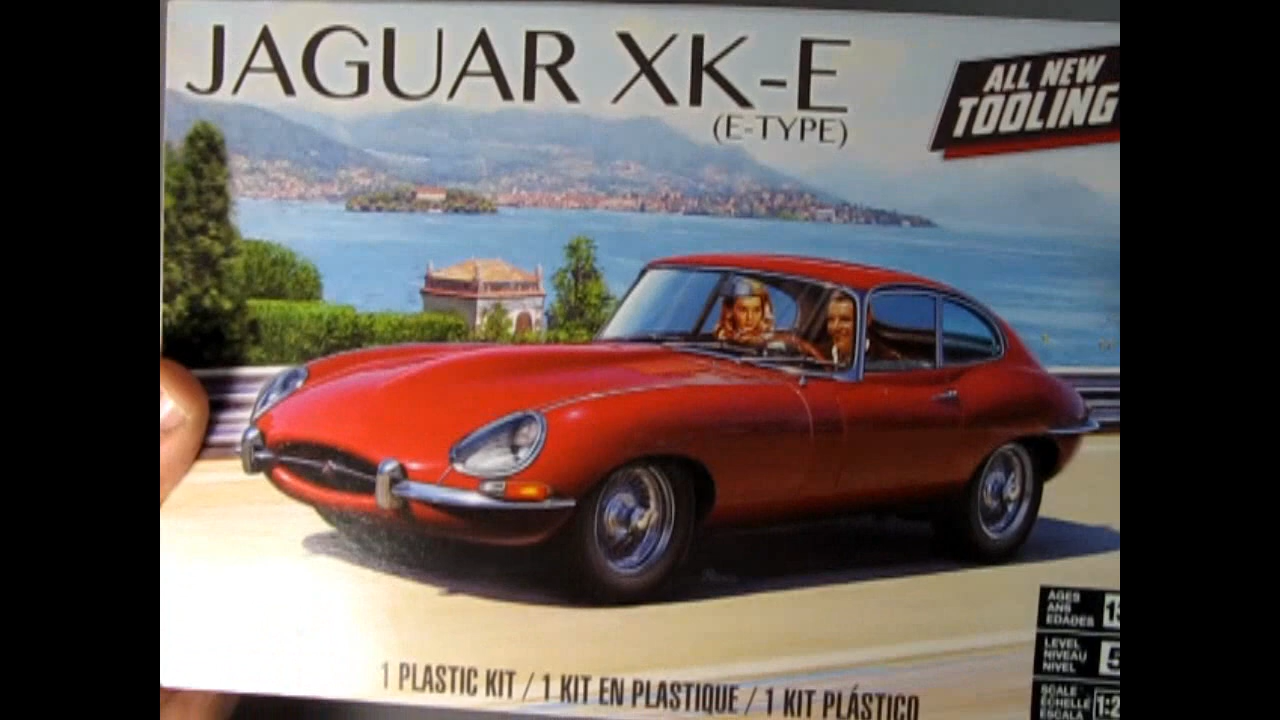 JAGUAR XK-E
(E-TYPE)
ALL NEW
TOOLING
AGES
ANS
EDADES
LEVEL
NIVEAU
NIVEL
5
SCALE
ÉCHELLE
ESCALA
1 PLASTIC KIT / 1 KIT EN PLASTIQUE / 1 KIT PLÁSTICO